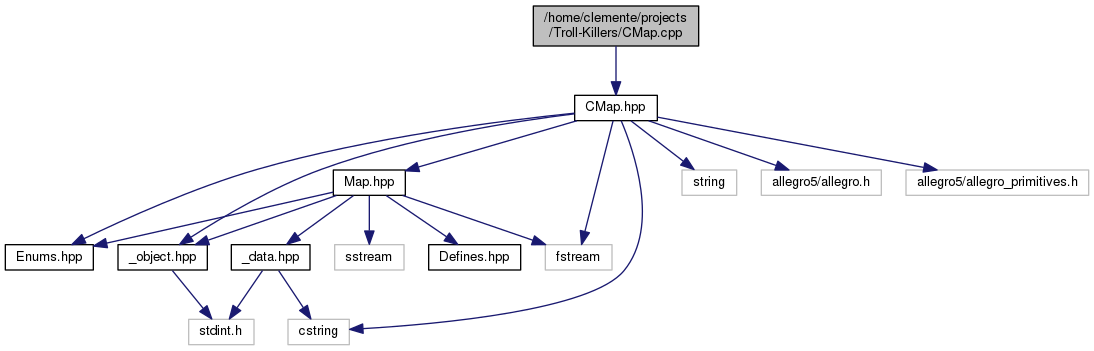 /home/clemente/projects
/Troll-Killers/CMap.cpp
CMap.hpp
Map.hpp
string
allegro5/allegro.h
allegro5/allegro_primitives.h
Enums.hpp
_object.hpp
_data.hpp
sstream
Defines.hpp
fstream
stdint.h
cstring